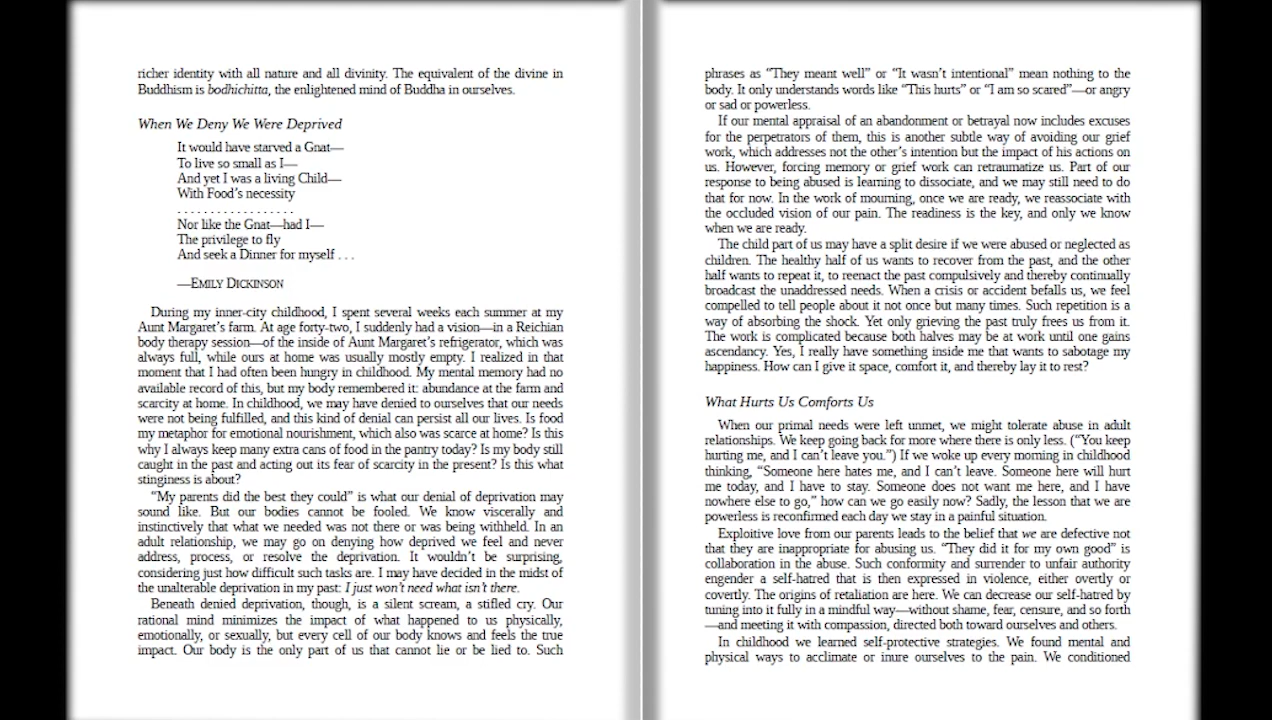 richer identity with all nature and all divinity. The equivalent of the divine in
Buddhism is bodhichitta, the enlightened mind of Buddha in ourselves.
When We Deny We Were Deprived
It would have starved a Gnat—
To live so small as I—
And yet I was a living Child—
With Food's necessity
. . . . . . . . . . . . . . . . . .
Nor like the Gnat—had I—
The privilege to fly
And seek a Dinner for myself . . .
—EMILY DICKINSON
During my inner-city childhood, I spent several weeks each summer at my
Aunt Margaret's farm. At age forty-two, I suddenly had a vision—in a Reichian
body therapy session—of the inside of Aunt Margaret's refrigerator, which was
always full, while ours at home was usually mostly empty. I realized in that
moment that I had often been hungry in childhood. My mental memory had no
available record of this, but my body remembered it: abundance at the farm and
scarcity at home. In childhood, we may have denied to ourselves that our needs
were not being fulfilled, and this kind of denial can persist all our lives. Is food
my metaphor for emotional nourishment, which also was scarce at home? Is this
why I always keep many extra cans of food in the pantry today? Is my body still
caught in the past and acting out its fear of scarcity in the present? Is this what
stinginess is about?
"My parents did the best they could" is what our denial of deprivation may
sound like. But our bodies cannot be fooled. We know viscerally and
instinctively that what we needed was not there or was being withheld. In an
adult relationship, we may go on denying how deprived we feel and never
address, process, or resolve the deprivation. It wouldn't be surprising,
considering just how difficult such tasks are. I may have decided in the midst of
the unalterable deprivation in my past: I just won't need what isn't there.
Beneath denied deprivation, though, is a silent scream, a stifled cry. Our
rational mind minimizes the impact of what happened to us physically,
emotionally, or sexually, but every cell of our body knows and feels the true
impact. Our body is the only part of us that cannot lie or be lied to. Such
phrases as "They meant well" or "It wasn't intentional" mean nothing to the
body. It only understands words like "This hurts" or "I am so scared"—or angry
or sad or powerless.
If our mental appraisal of an abandonment or betrayal now includes excuses
for the perpetrators of them, this is another subtle way of avoiding our grief
work, which addresses not the other's intention but the impact of his actions on
us. However, forcing memory or grief work can retraumatize us. Part of our
response to being abused is learning to dissociate, and we may still need to do
that for now. In the work of mourning, once we are ready, we reassociate with
the occluded vision of our pain. The readiness is the key, and only we know
when we are ready.
The child part of us may have a split desire if we were abused or neglected as
children. The healthy half of us wants to recover from the past, and the other
half wants to repeat it, to reenact the past compulsively and thereby continually
broadcast the unaddressed needs. When a crisis or accident befalls us, we feel
compelled to tell people about it not once but many times. Such repetition is a
way of absorbing the shock. Yet only grieving the past truly frees us from it.
The work is complicated because both halves may be at work until one gains
ascendancy. Yes, I really have something inside me that wants to sabotage my
happiness. How can I give it space, comfort it, and thereby lay it to rest?
What Hurts Us Comforts Us
When our primal needs were left unmet, we might tolerate abuse in adult
relationships. We keep going back for more where there is only less. ("You keep
hurting me, and I can't leave you.") If we woke up every morning in childhood
thinking, "Someone here hates me, and I can't leave. Someone here will hurt
me today, and I have to stay. Someone does not want me here, and I have
nowhere else to go," how can we go easily now? Sadly, the lesson that we are
powerless is reconfirmed each day we stay in a painful situation.
Exploitive love from our parents leads to the belief that we are defective not
that they are inappropriate for abusing us. "They did it for my own good" is
collaboration in the abuse. Such conformity and surrender to unfair authority
engender a self-hatred that is then expressed in violence, either overtly or
covertly. The origins of retaliation are here. We can decrease our self-hatred by
tuning into it fully in a mindful way—without shame, fear, censure, and so forth
—and meeting it with compassion, directed both toward ourselves and others.
In childhood we learned self-protective strategies. We found mental and
physical ways to acclimate or inure ourselves to the pain. We conditioned